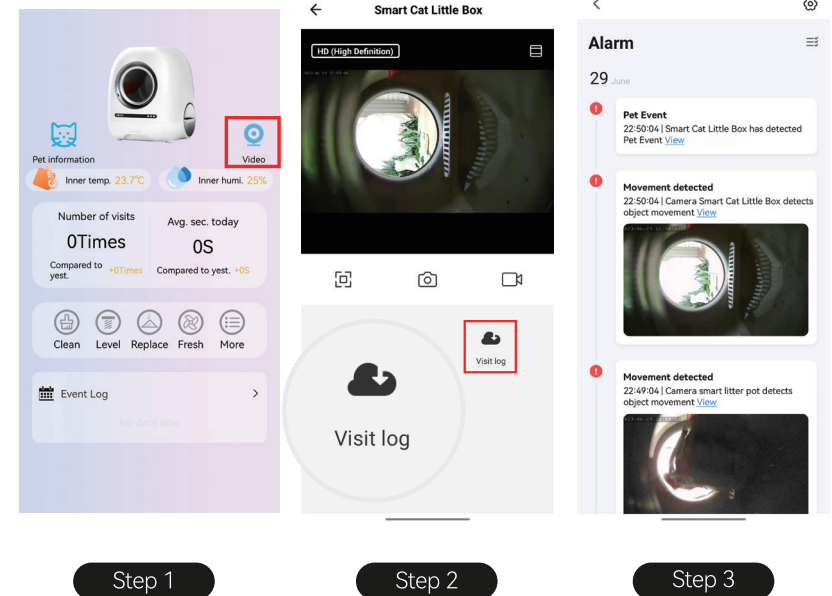 Pet information
Video
Inner temp. 23.7°C
Inner humi. 25%
Number of visits
0Times
Compared to yest. +0Times
Avg. sec. today
0S
Compared to yest. +0S
Clean
Level
Replace
Fresh
More
Event Log
No data now
Step 1
Smart Cat Little Box
HD (High Definition)
Visit log
Visit log
Step 2
Alarm
29 June
Pet Event
22:50:04 | Smart Cat Little Box has detected
Pet Event View
Movement detected
22:50:04 | Camera Smart Cat Little Box detects
object movement View
Movement detected
22:49:04 | Camera smart litter pot detects
object movement View
Step 3